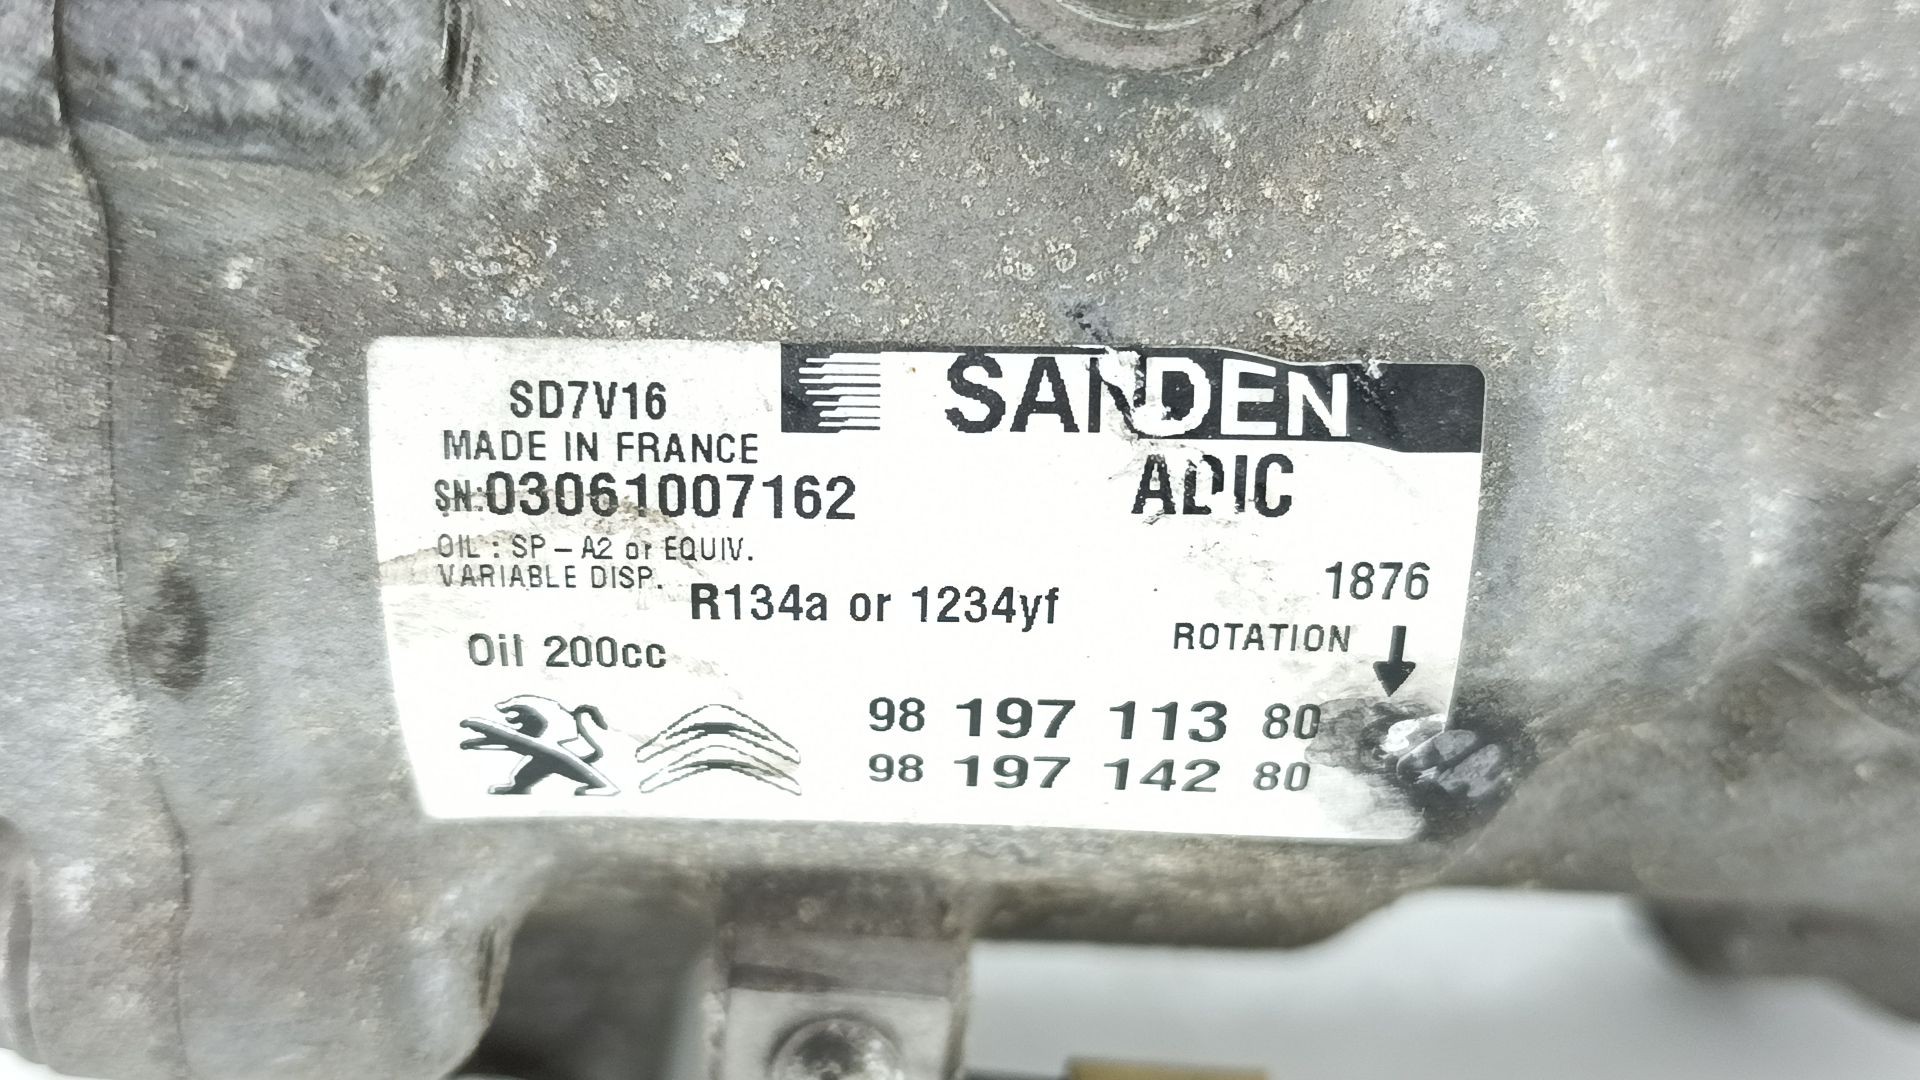 SD7V16
SANDEN
MADE IN FRANCE
ADIC
SN:03061007162
OIL : SP - A2 or EQUIV.
VARIABLE DISP.
R134a or 1234yf
1876
ROTATION
Oil 200cc
98 197 113 80
98 197 142 80